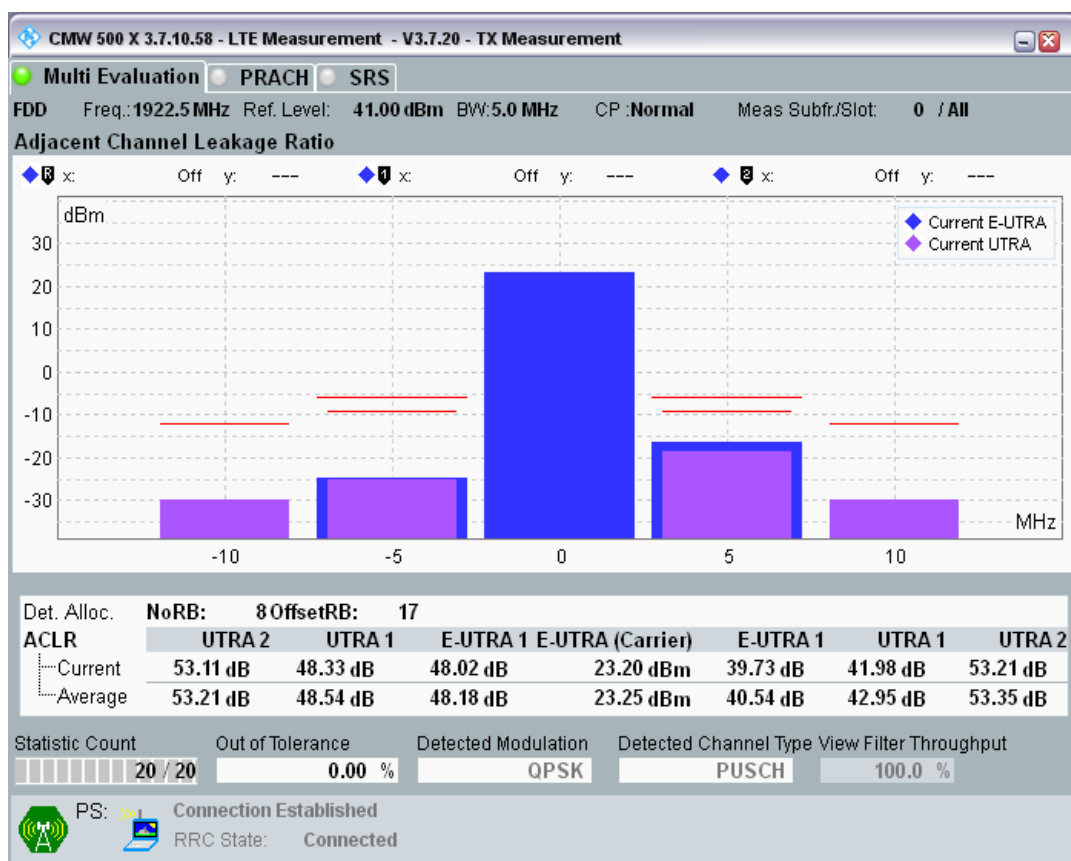 CMW 500 X 3.7.10.58 - LTE Measurement - V3.7.20 - TX Measurement
Multi Evaluation PRACH SRS
FDD Freq.: 1922.5 MHz Ref. Level: 41.00 dBm BW: 5.0 MHz CP : Normal Meas Subfr./Slot: 0 / All
Adjacent Channel Leakage Ratio
R x: Off y: --- 1 x: Off y: --- 2 x: Off y: ---
dBm
Current E-UTRA
Current UTRA
30
20
10
0
-10
-20
-30
MHz
-10 -5 0 5 10
Det. Alloc. NoRB: 8 OffsetRB: 17
ACLR UTRA 2 UTRA 1 E-UTRA 1 E-UTRA (Carrier) E-UTRA 1 UTRA 1 UTRA 2
Current 53.11 dB 48.33 dB 48.02 dB 23.20 dBm 39.73 dB 41.98 dB 53.21 dB
Average 53.21 dB 48.54 dB 48.18 dB 23.25 dBm 40.54 dB 42.95 dB 53.35 dB
Statistic Count Out of Tolerance Detected Modulation Detected Channel Type View Filter Throughput
20 / 20 0.00 % QPSK PUSCH 100.0 %
PS: Connection Established
RRC State: Connected